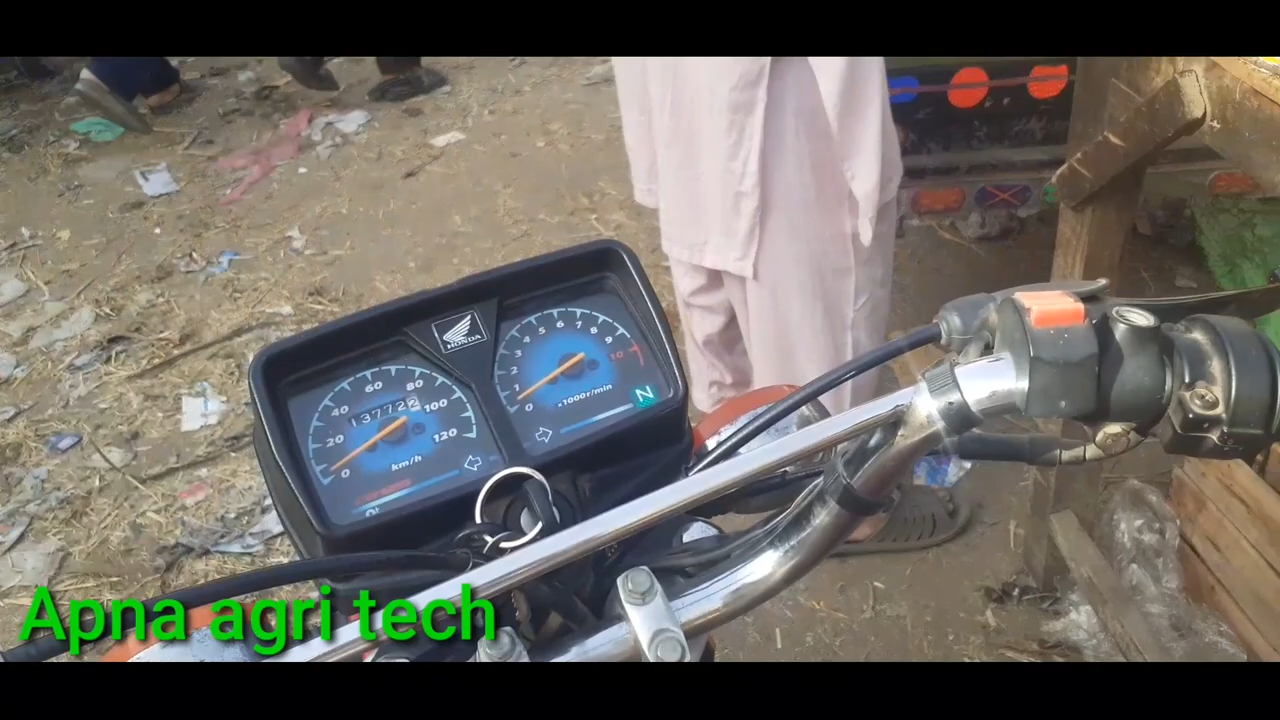 HONDA
0 20 40 60 80 100 120
137722
km/h
0 1 2 3 4 5 6 7 8 9 10
x1000r/min
N
Apna agri tech